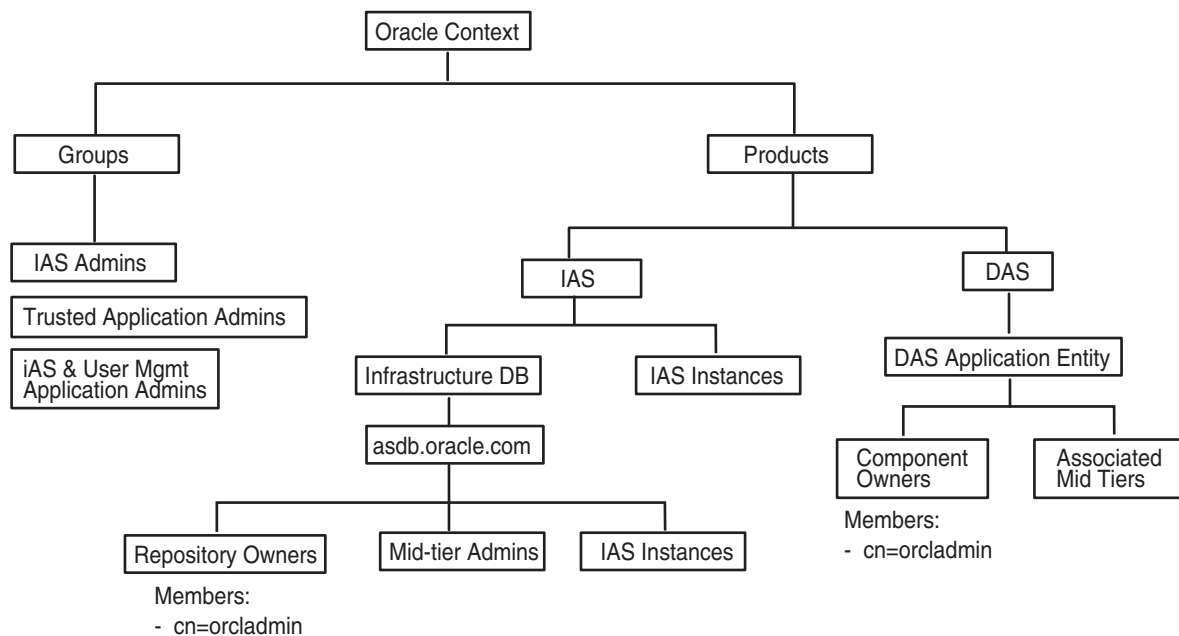 Oracle Context
Groups
Products
IAS Admins
IAS
DAS
Trusted Application Admins
iAS & User Mgmt
Application Admins
Infrastructure DB
IAS Instances
DAS Application Entity
asdb.oracle.com
Component
Owners
Associated
Mid Tiers
Members:
- cn=orcladmin
Repository Owners
Mid-tier Admins
IAS Instances
Members:
- cn=orcladmin